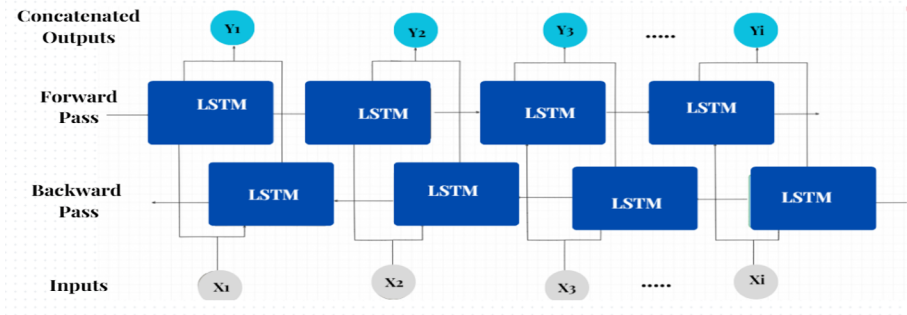 Concatenated
Outputs
Y1 Y2 Y3 ..... Yi
Forward
Pass
LSTM LSTM LSTM LSTM
Backward
Pass
LSTM LSTM LSTM LSTM
Inputs
X1 X2 X3 ..... Xi